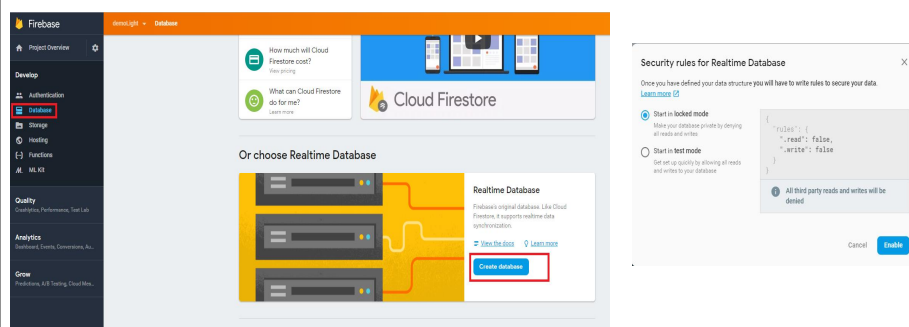 Firebase
Project Overview
Develop
Authentication
Database
Storage
Hosting
Functions
ML Kit
Quality
Crashlytics, Performance, Test Lab
Analytics
Dashboard, Events, Conversions, Au...
Grow
Predictions, A/B Testing, Cloud Mes...
demoLight
Database
How much will Cloud
Firestore cost?
View pricing
What can Cloud Firestore
do for me?
Learn more
Cloud Firestore
Or choose Realtime Database
Realtime Database
Firebase's original database. Like Cloud
Firestore, it supports realtime data
synchronization.
View the docs
Learn more
Create database
Security rules for Realtime Database
X
Once you have defined your data structure you will have to write rules to secure your data.
Learn more
Start in locked mode
Make your database private by denying
all reads and writes
Start in test mode
Get set up quickly by allowing all reads
and writes to your database
{
"rules": {
".read": false,
".write": false
}
}
All third party reads and writes will be
denied
Cancel
Enable